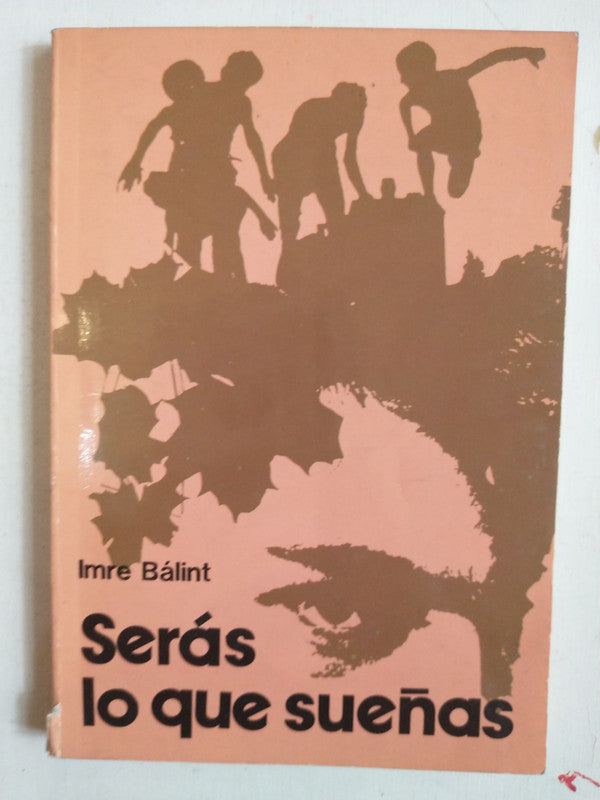 Imre Bálint
Serás
lo que sueñas